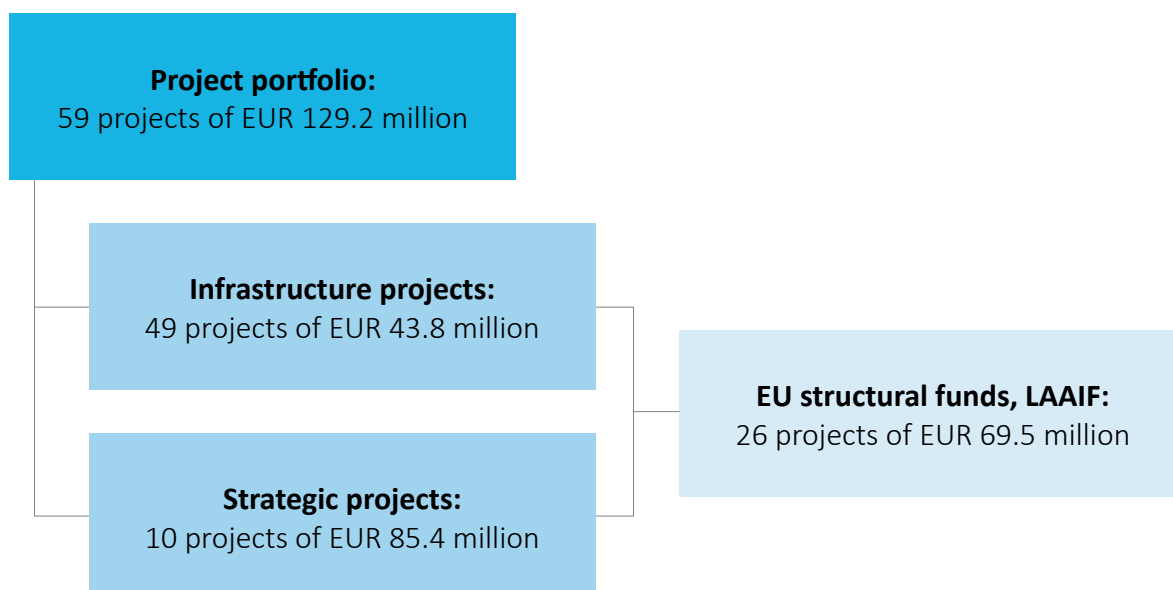 Project portfolio:
59 projects of EUR 129.2 million
Infrastructure projects:
49 projects of EUR 43.8 million
EU structural funds, LAAIF:
26 projects of EUR 69.5 million
Strategic projects:
10 projects of EUR 85.4 million